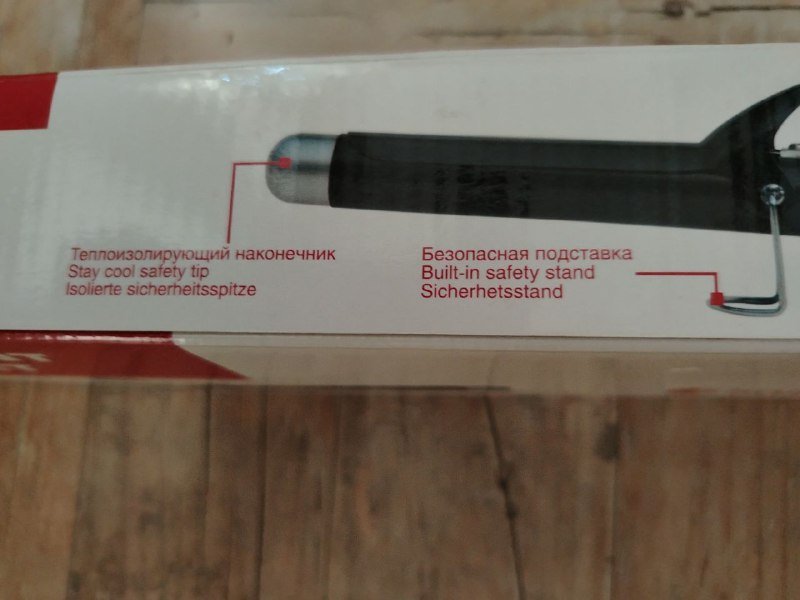 Теплоизолирующий наконечник
Stay cool safety tip
Isolierte sicherheitsspitze
Безопасная подставка
Built-in safety stand
Sicherhetsstand